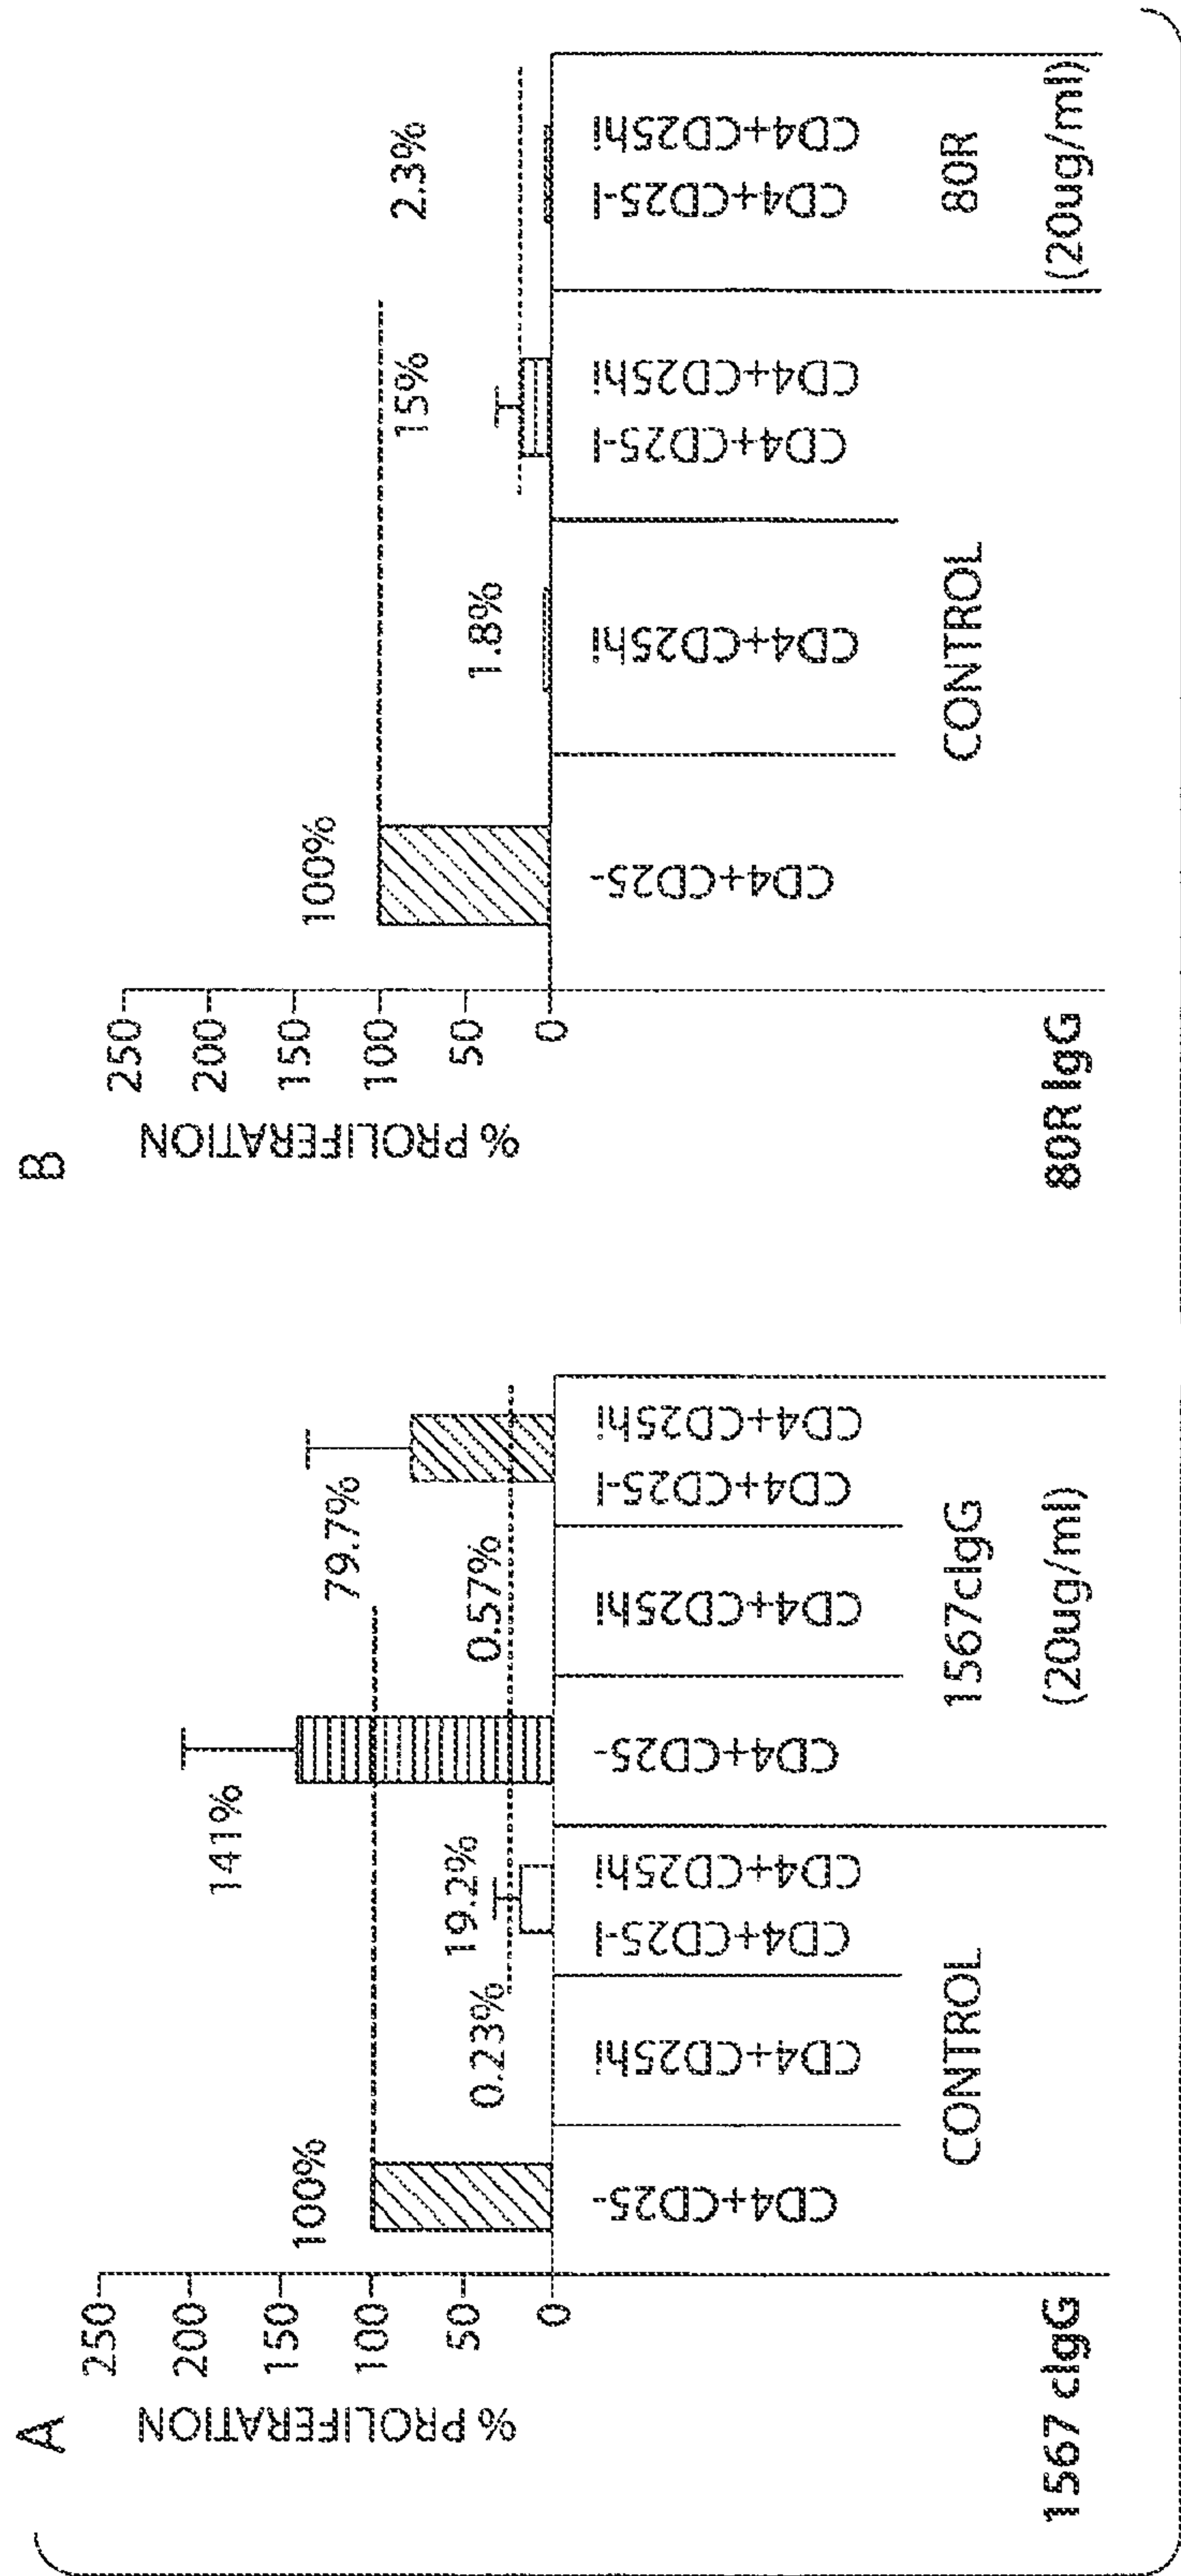 A
% PROLIFERATION
250
200
150
100
50
0
100%
0.23%
19.2%
141%
0.57%
79.7%
CD4+CD25-
CD4+CD25hi
CD4+CD25-I
CD4+CD25hi
CD4+CD25-
CD4+CD25hi
CD4+CD25-I
CD4+CD25hi
CONTROL
1567cIgG
(20ug/ml)
1567 cIgG
B
% PROLIFERATION
250
200
150
100
50
0
100%
1.8%
15%
2.3%
CD4+CD25-
CD4+CD25hi
CD4+CD25-I
CD4+CD25hi
CD4+CD25-I
CD4+CD25hi
CONTROL
80R
(20ug/ml)
80R IgG